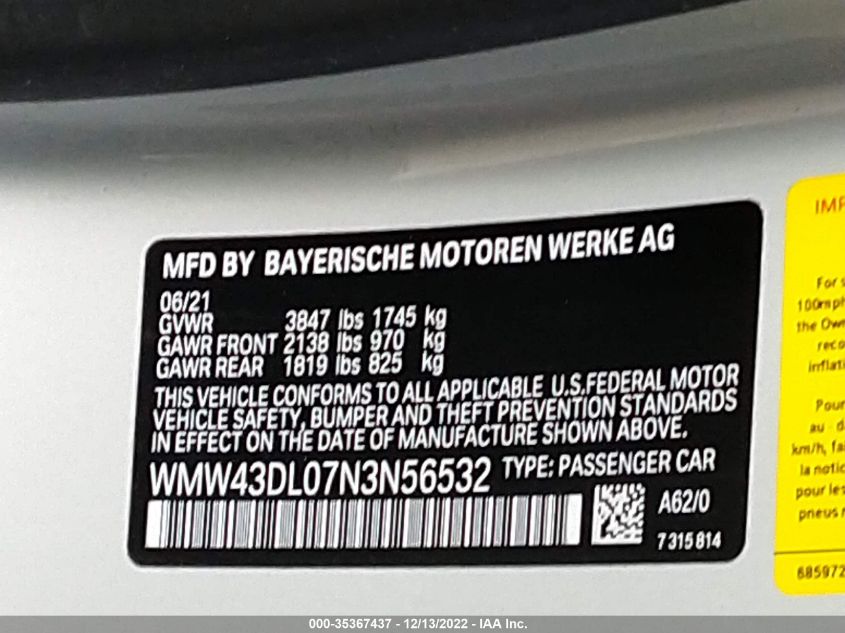 MFD BY BAYERISCHE MOTOREN WERKE AG
06/21
GVWR 3847 lbs 1745 kg
GAWR FRONT 2138 lbs 970 kg
GAWR REAR 1819 lbs 825 kg
THIS VEHICLE CONFORMS TO ALL APPLICABLE U.S.FEDERAL MOTOR
VEHICLE SAFETY, BUMPER AND THEFT PREVENTION STANDARDS
IN EFFECT ON THE DATE OF MANUFACTURE SHOWN ABOVE.
WMW43DL07N3N56532 TYPE: PASSENGER CAR
A62/0
7 315 814
IMP
For s
100mph
the Own
reco
inflati
Pour
au d
km/h, fai
la notic
pour les
pneus
685972
000-35367437 - 12/13/2022 - IAA Inc.